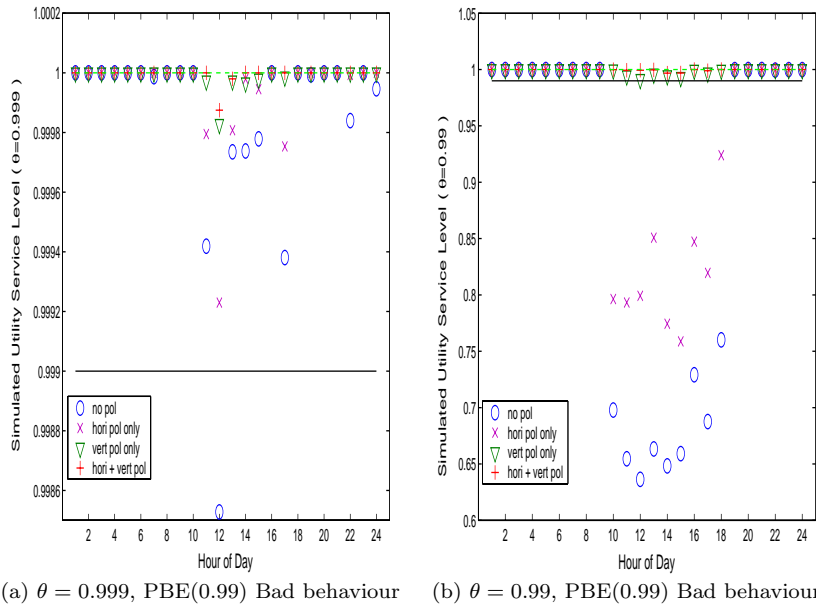 1.0002
1
0.9998
0.9996
0.9994
0.9992
0.999
0.9988
0.9986
Simulated Utility Service Level ( θ=0.999 )
no pol
hori pol only
vert pol only
hori + vert pol
2 4 6 8 10 12 14 16 18 20 22 24
Hour of Day
(a) θ = 0.999, PBE(0.99) Bad behaviour
1.05
1
0.95
0.9
0.85
0.8
0.75
0.7
0.65
0.6
Simulated Utility Service Level ( θ=0.99 )
no pol
hori pol only
vert pol only
hori + vert pol
2 4 6 8 10 12 14 16 18 20 22 24
Hour of Day
(b) θ = 0.99, PBE(0.99) Bad behaviour